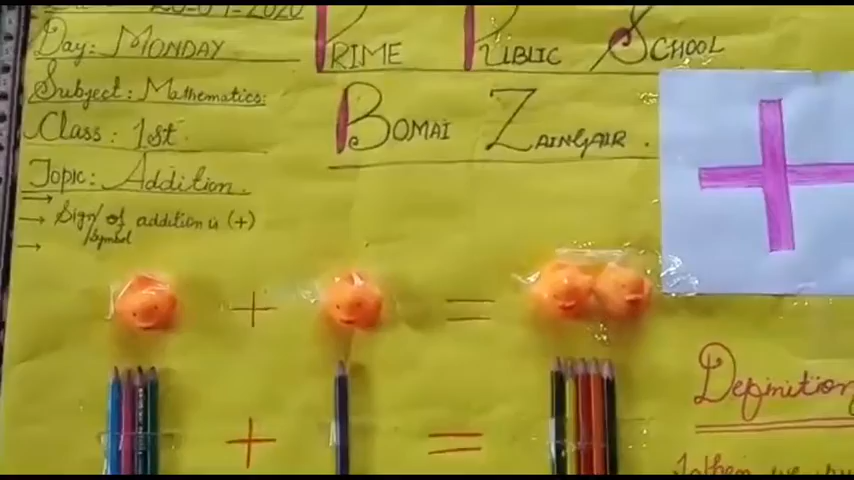 Day: MONDAY
Subject: Mathematics
Class: 1st
Topic: Addition.
Sign/Symbol of addition is (+)
PRIME PUBLIC SCHOOL
BOMAI ZAINGAIR.
+
+ =
+ =
Definition